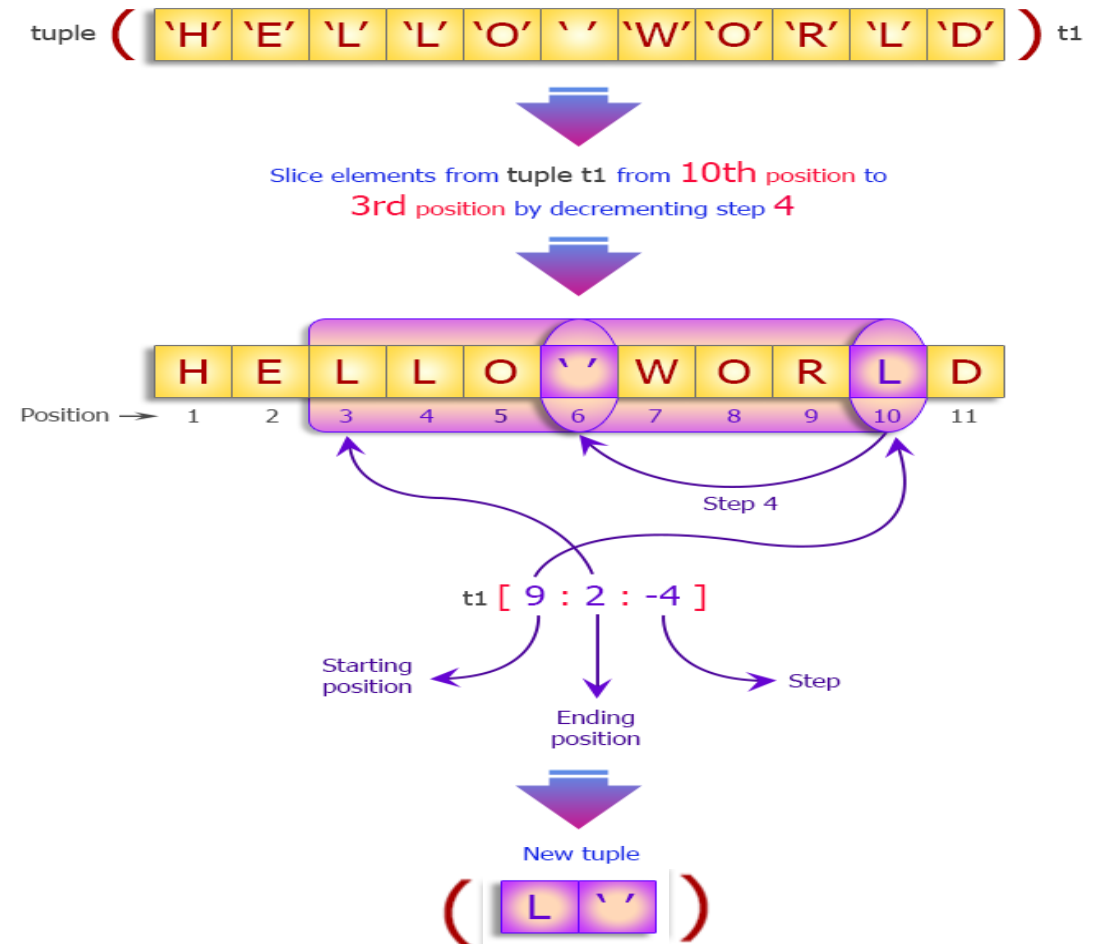 tuple ( ‘H’ ‘E’ ‘L’ ‘L’ ‘O’ ‘ ’ ‘W’ ‘O’ ‘R’ ‘L’ ‘D’ ) t1
Slice elements from tuple t1 from 10th position to
3rd position by decrementing step 4
H E L L O ‘ ’ W O R L D
Position 1 2 3 4 5 6 7 8 9 10 11
Step 4
t1 [ 9 : 2 : -4 ]
Starting
position
Step
Ending
position
New tuple
( L ‘ ’ )